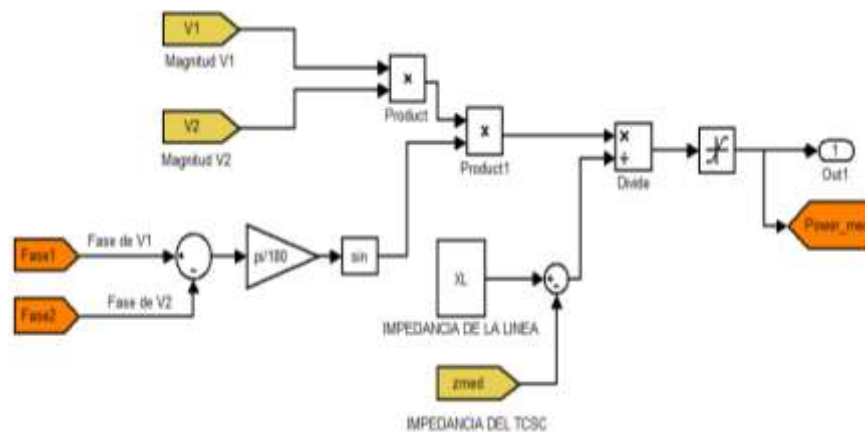 V1
Magnitud V1
V2
Magnitud V2
x
Product
x
Product1
x
÷
Divide
1
Out1
Fase1
Fase de V1
+
-
pi/180
sin
Fase2
Fase de V2
XL
+
-
IMPEDANCIA DE LA LINEA
zmed
IMPEDANCIA DEL TCSC